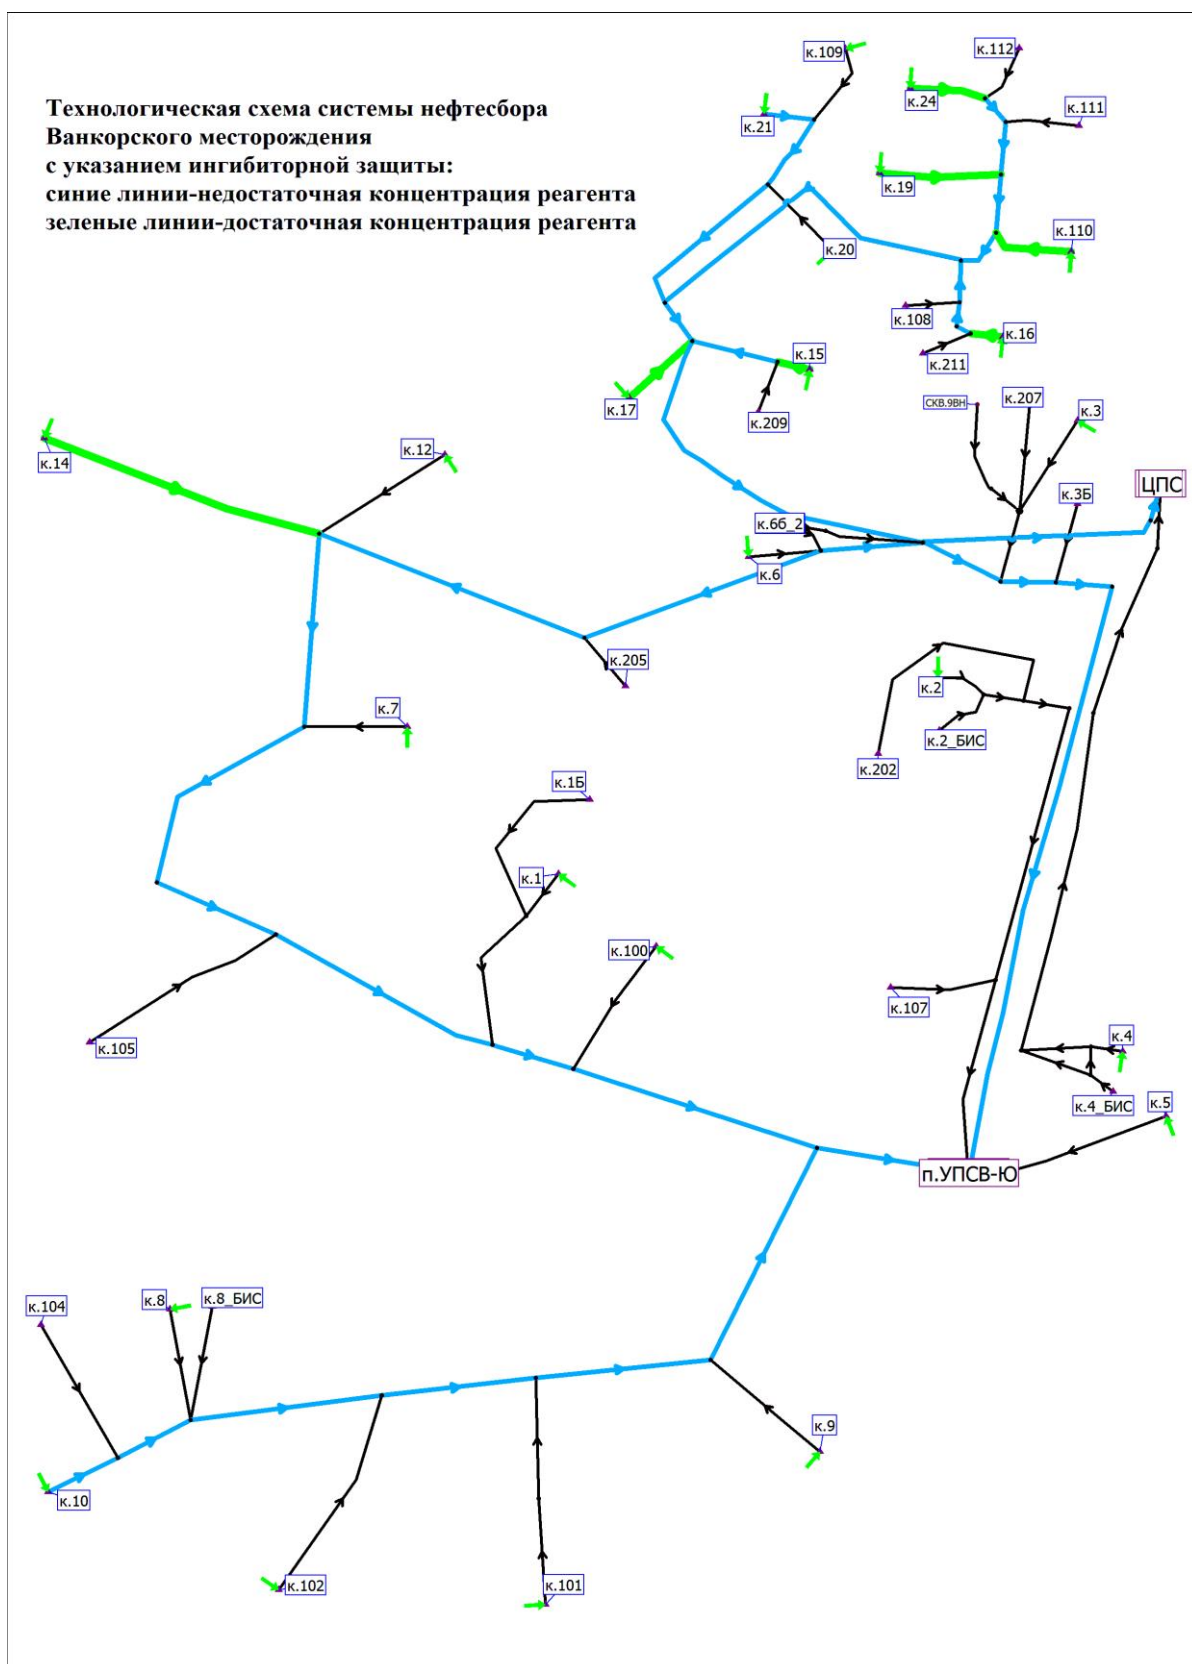 Технологическая схема системы нефтесбора
Ванкорского месторождения
с указанием ингибиторной защиты:
синие линии-недостаточная концентрация реагента
зеленые линии-достаточная концентрация реагента
к.109
к.112
к.24
к.111
к.21
к.19
к.110
к.20
к.108
к.16
к.15
к.211
к.17
к.209
СКВ.9ВН
к.207
к.3
к.14
к.12
ЦПС
к.3Б
к.6б_2
к.6
к.205
к.2
к.7
к.2_БИС
к.202
к.1Б
к.1
к.100
к.107
к.105
к.4
к.4_БИС
к.5
п.УПСВ-Ю
к.104
к.8
к.8_БИС
к.9
к.10
к.102
к.101